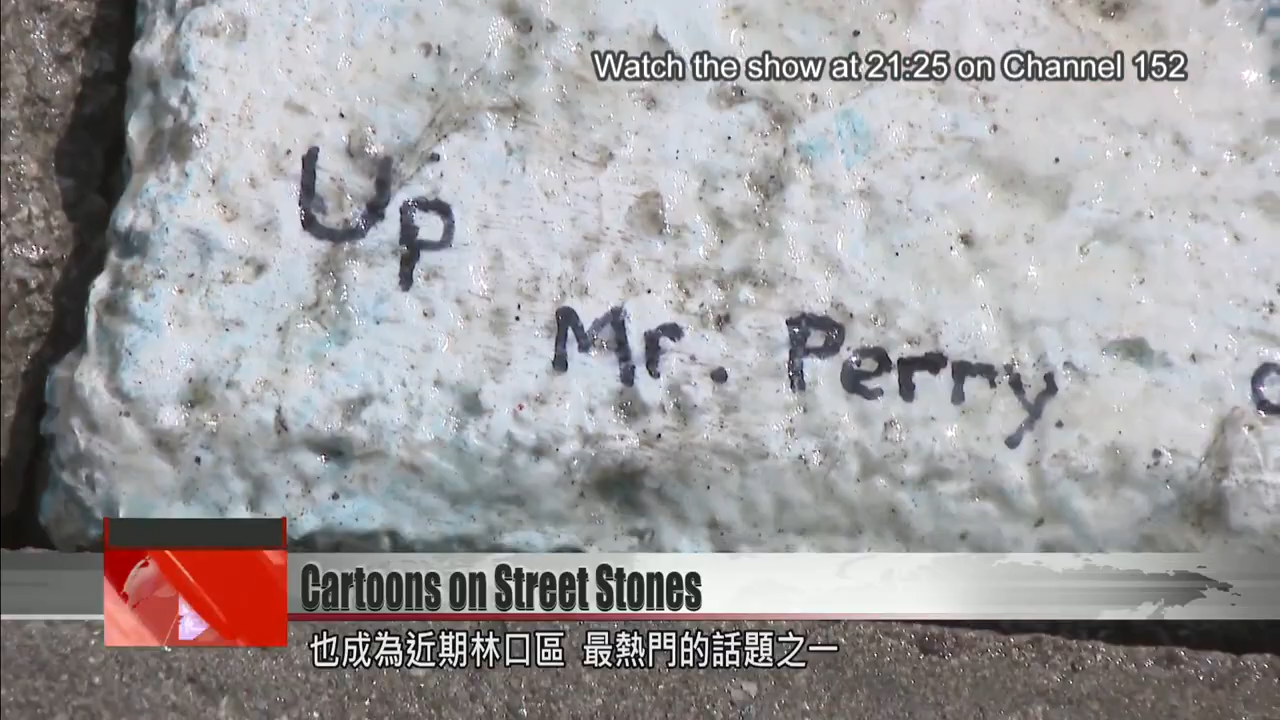 Watch the show at 21:25 on Channel 152
Up
Mr. Perry
Cartoons on Street Stones
也成為近期林口區 最熱門的話題之一